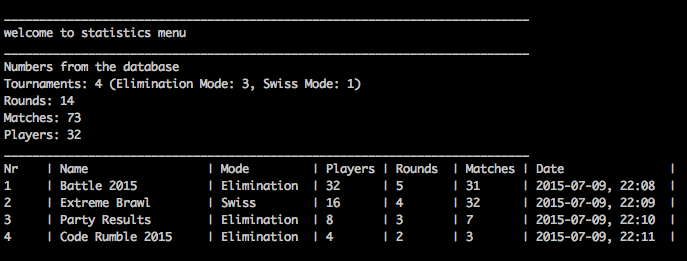 welcome to statistics menu
Numbers from the database
Tournaments: 4 (Elimination Mode: 3, Swiss Mode: 1)
Rounds: 14
Matches: 73
Players: 32
Nr | Name | Mode | Players | Rounds | Matches | Date |
1 | Battle 2015 | Elimination | 32 | 5 | 31 | 2015-07-09, 22:08 |
2 | Extreme Brawl | Swiss | 16 | 4 | 32 | 2015-07-09, 22:09 |
3 | Party Results | Elimination | 8 | 3 | 7 | 2015-07-09, 22:10 |
4 | Code Rumble 2015 | Elimination | 4 | 2 | 3 | 2015-07-09, 22:11 |